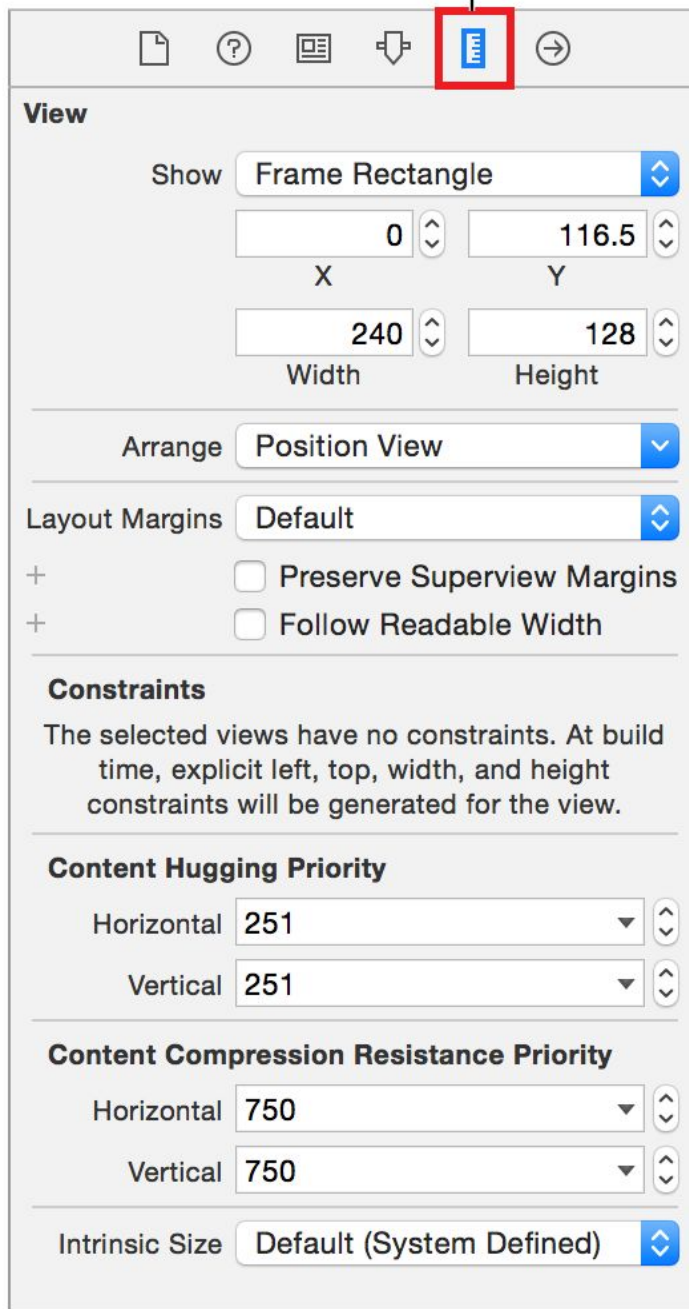 View
Show Frame Rectangle
0 116.5
X Y
240 128
Width Height
Arrange Position View
Layout Margins Default
+ Preserve Superview Margins
+ Follow Readable Width
Constraints
The selected views have no constraints. At build
time, explicit left, top, width, and height
constraints will be generated for the view.
Content Hugging Priority
Horizontal 251
Vertical 251
Content Compression Resistance Priority
Horizontal 750
Vertical 750
Intrinsic Size Default (System Defined)